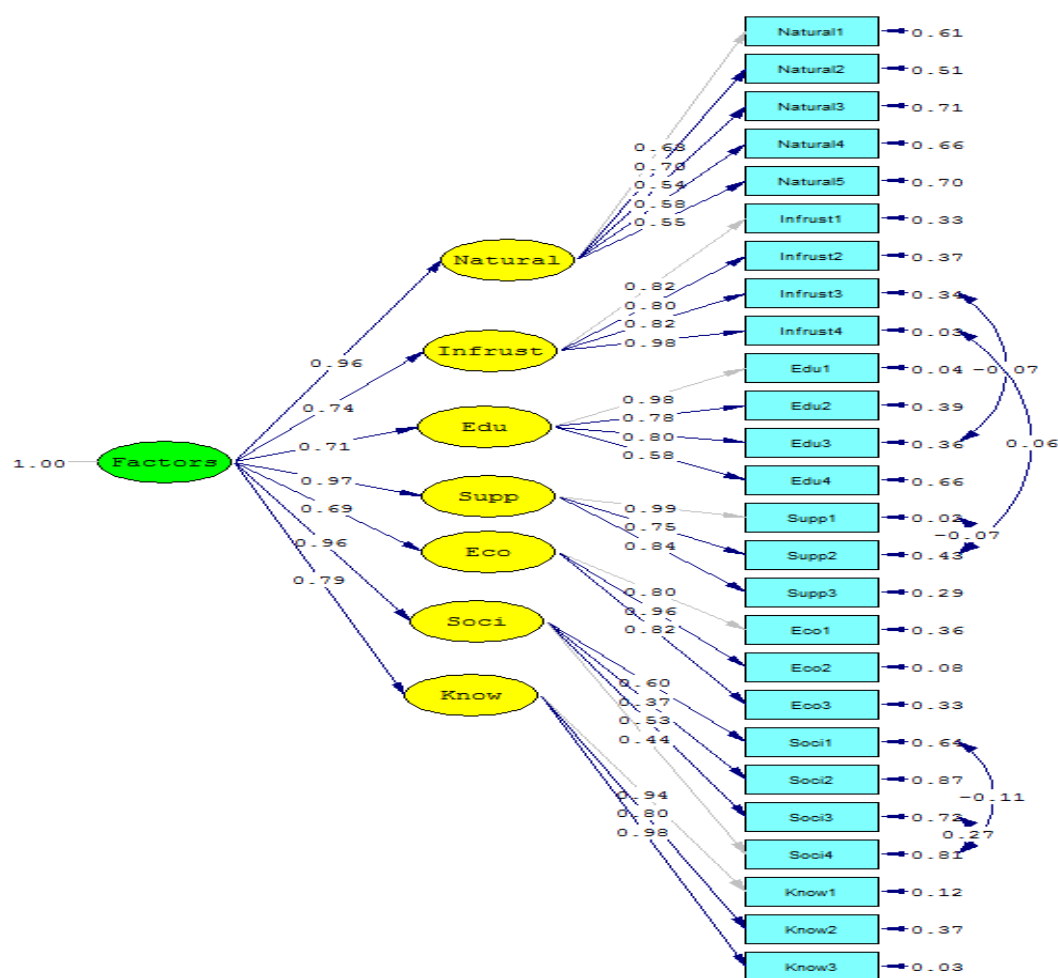 Natural1
0.61
Natural2
0.51
Natural3
0.71
Natural4
0.66
Natural5
0.70
0.63
0.70
0.54
0.58
0.55
Natural
Infrust1
0.33
Infrust2
0.37
Infrust3
0.34
Infrust4
0.03
0.82
0.80
0.82
0.98
Infrust
0.96
0.74
Edu1
0.04
-0.07
Edu2
0.39
Edu3
0.36
0.06
Edu4
0.66
0.98
0.78
0.80
0.58
Edu
0.71
1.00
Factors
0.97
Supp
Supp1
0.02
-0.07
Supp2
0.43
Supp3
0.29
0.99
0.75
0.84
0.69
Eco
Eco1
0.36
Eco2
0.08
Eco3
0.33
0.80
0.96
0.82
0.96
Soci
Soci1
0.64
Soci2
0.87
-0.11
Soci3
0.72
0.27
Soci4
0.81
0.60
0.37
0.53
0.44
0.79
Know
Know1
0.12
Know2
0.37
Know3
0.03
0.94
0.80
0.98